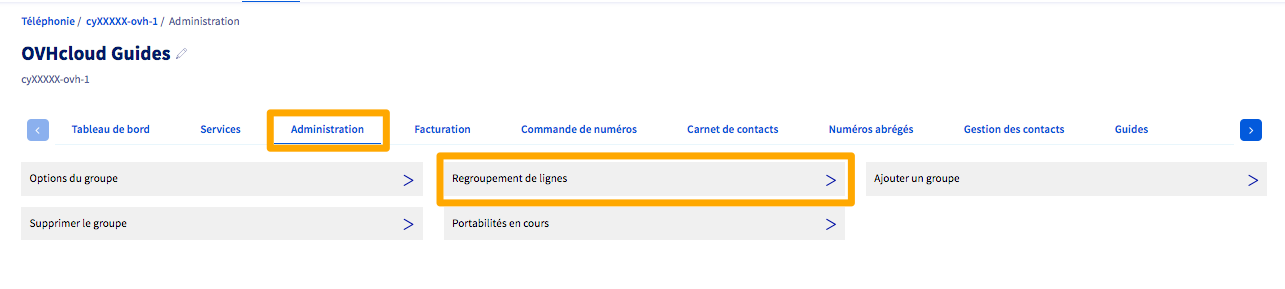 Téléphonie / cyXXXXX-ovh-1 / Administration
OVHcloud Guides
cyXXXXX-ovh-1
Tableau de bord Services Administration Facturation Commande de numéros Carnet de contacts Numéros abrégés Gestion des contacts Guides
Options du groupe Regroupement de lignes Ajouter un groupe
Supprimer le groupe Portabilités en cours